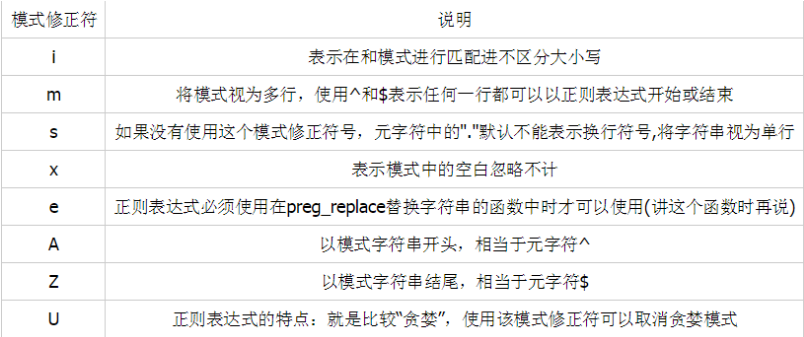 模式修正符 说明
i 表示在和模式进行匹配进不区分大小写
m 将模式视为多行，使用^和$表示任何一行都可以以正则表达式开始或结束
s 如果没有使用这个模式修正符号，元字符中的"."默认不能表示换行符号,将字符串视为单行
x 表示模式中的空白忽略不计
e 正则表达式必须使用在preg_replace替换字符串的函数中时才可以使用(讲这个函数时再说)
A 以模式字符串开头，相当于元字符^
Z 以模式字符串结尾，相当于元字符$
U 正则表达式的特点：就是比较“贪婪”，使用该模式修正符可以取消贪婪模式